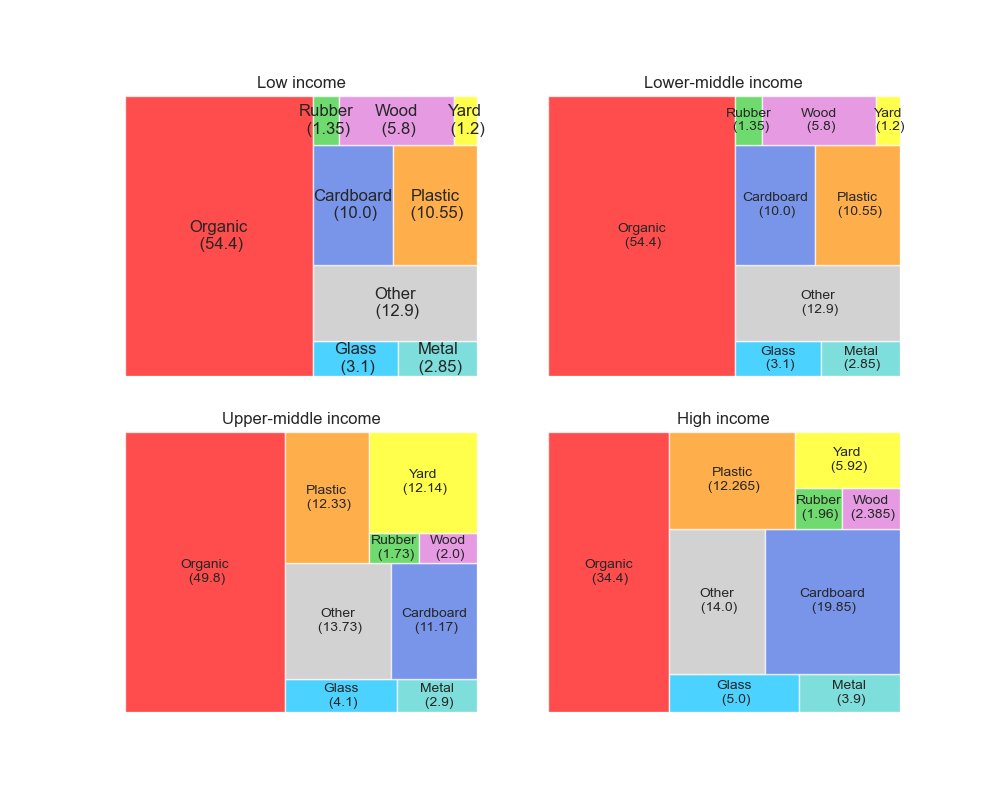 Low income
Rubber
(1.35)
Wood
(5.8)
Yard
(1.2)
Organic
(54.4)
Cardboard
(10.0)
Plastic
(10.55)
Other
(12.9)
Glass
(3.1)
Metal
(2.85)
Lower-middle income
Rubber
(1.35)
Wood
(5.8)
Yard
(1.2)
Organic
(54.4)
Cardboard
(10.0)
Plastic
(10.55)
Other
(12.9)
Glass
(3.1)
Metal
(2.85)
Upper-middle income
Organic
(49.8)
Plastic
(12.33)
Yard
(12.14)
Rubber
(1.73)
Wood
(2.0)
Other
(13.73)
Cardboard
(11.17)
Glass
(4.1)
Metal
(2.9)
High income
Organic
(34.4)
Plastic
(12.265)
Yard
(5.92)
Rubber
(1.96)
Wood
(2.385)
Other
(14.0)
Cardboard
(19.85)
Glass
(5.0)
Metal
(3.9)